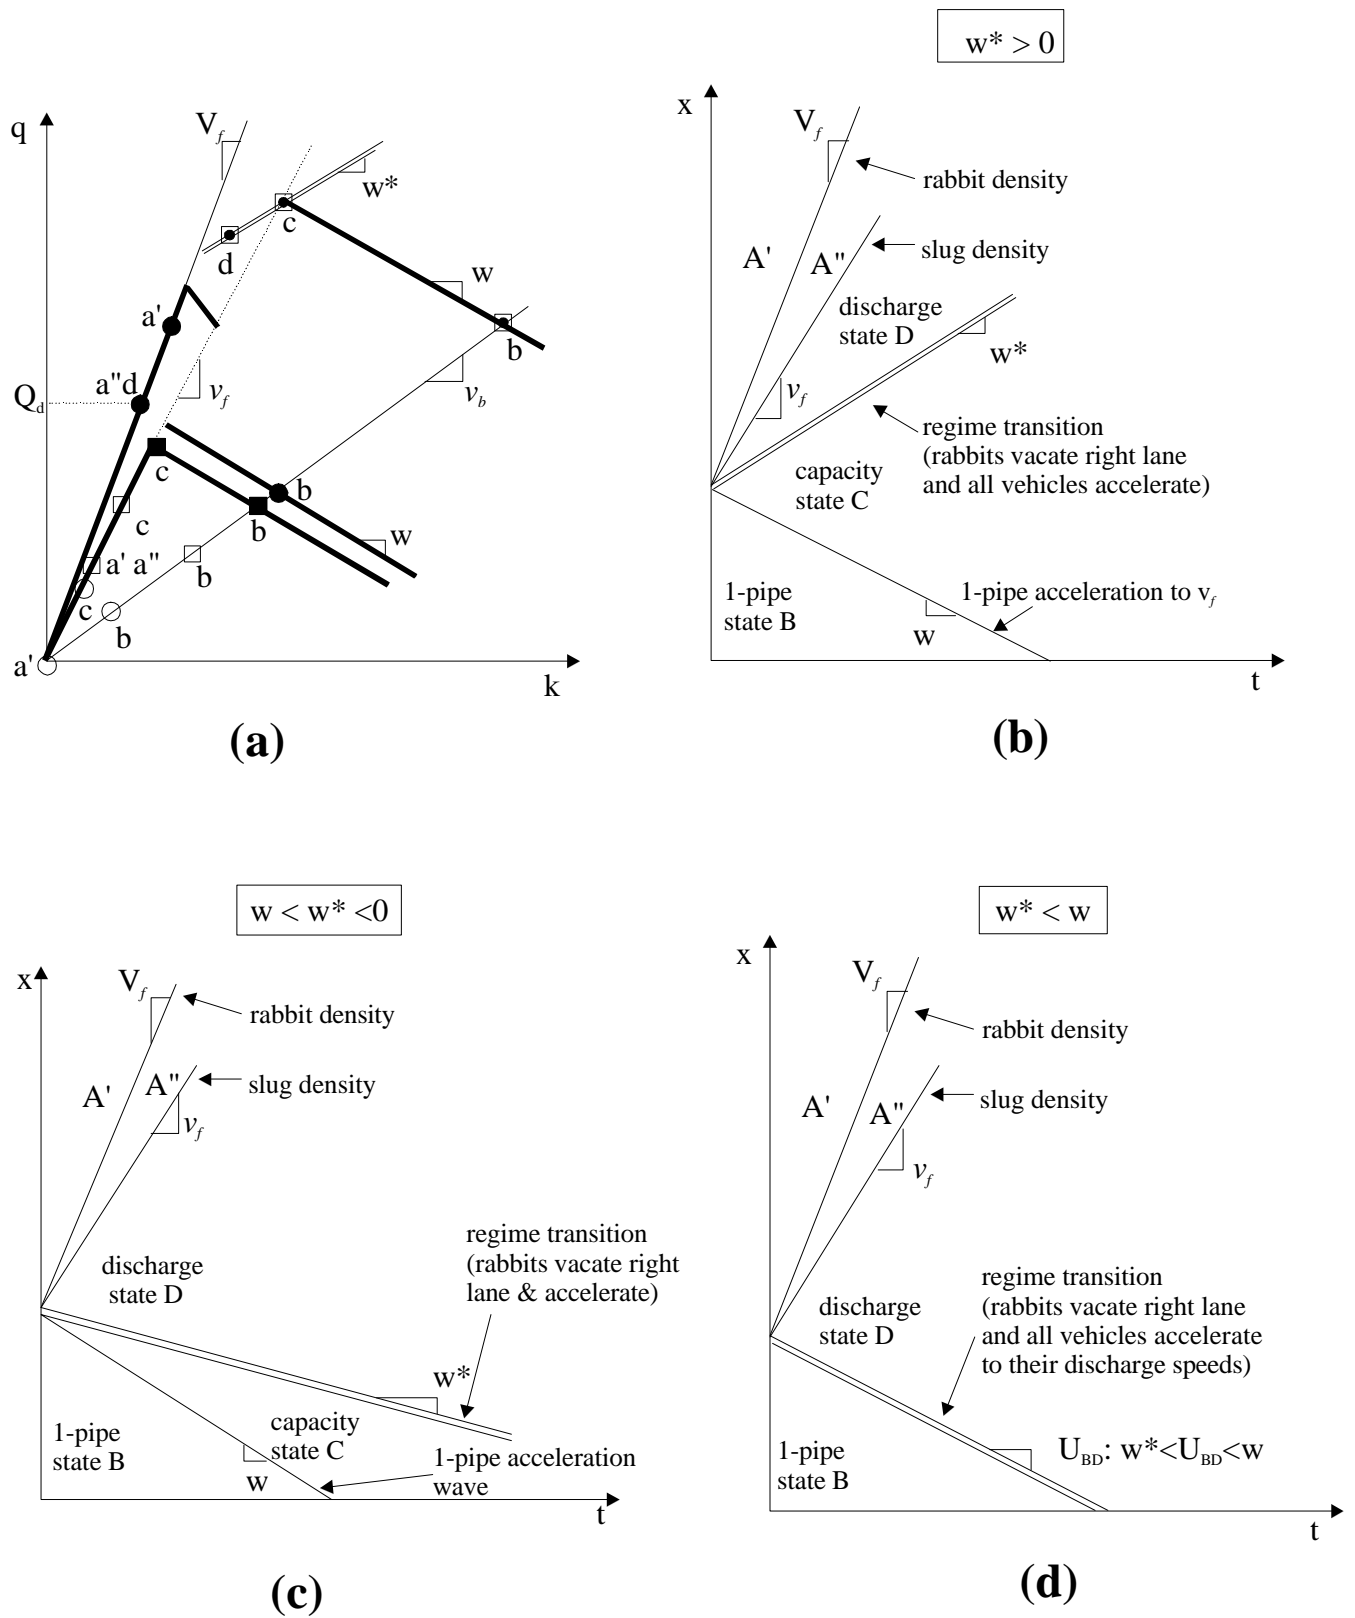 w* > 0
q
V_f
w*
c
d
w
a'
b
a"d
v_f
v_b
Q_d
c
b
b
c
w
a' a"
b
c
b
a'
k
(a)
x
V_f
rabbit density
A'
A"
slug density
discharge
state D
w*
v_f
regime transition
(rabbits vacate right lane
and all vehicles accelerate)
capacity
state C
1-pipe
state B
1-pipe acceleration to v_f
w
t
(b)
w < w* <0
x
V_f
rabbit density
A'
A"
slug density
v_f
regime transition
(rabbits vacate right
lane & accelerate)
discharge
state D
w*
capacity
state C
1-pipe
state B
w
1-pipe acceleration
wave
t
(c)
w* < w
x
V_f
rabbit density
A'
A"
slug density
v_f
regime transition
(rabbits vacate right lane
and all vehicles accelerate
to their discharge speeds)
discharge
state D
1-pipe
state B
U_BD: w*<U_BD<w
t
(d)